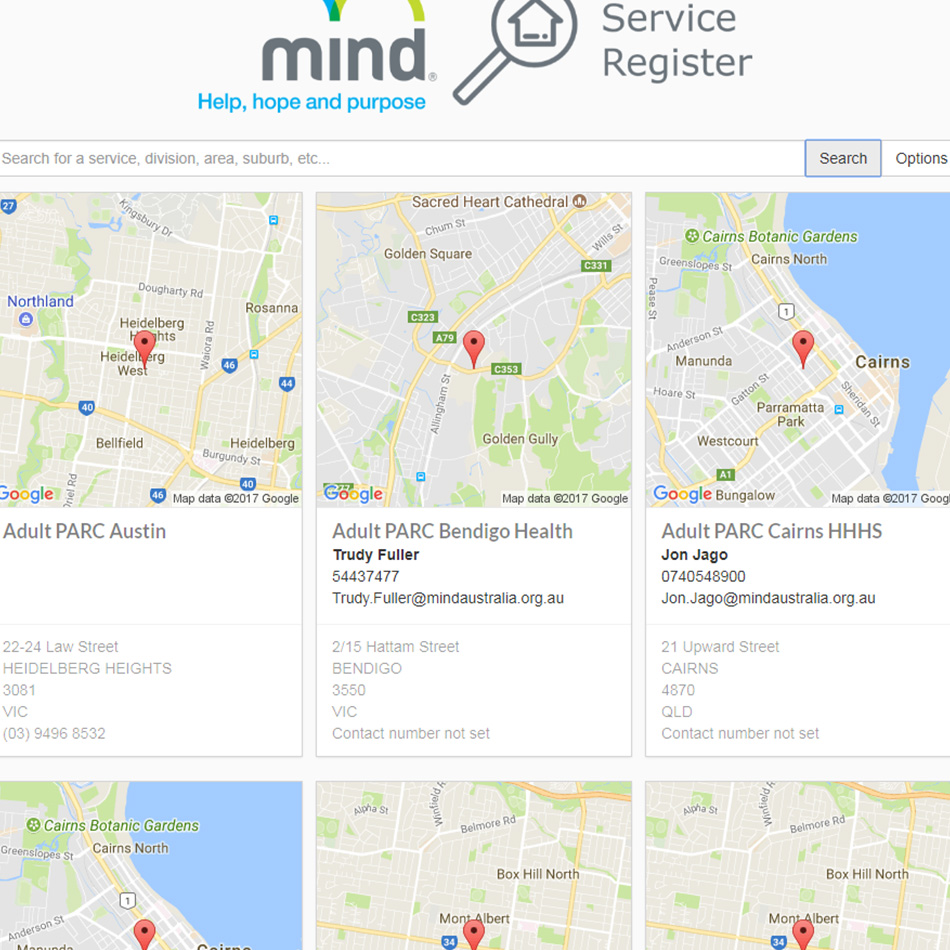 mind®
Help, hope and purpose
Service
Register
Search for a service, division, area, suburb, etc...
Search
Options
27
Kingsbury Dr
Northland
Dougharty Rd
Rosanna
Heidelberg
Heights
Heidelberg
West
Waiora Rd
46
44
40
Bellfield
Heidelberg
Burgundy St
40
46
Google
Map data ©2017 Google
Adult PARC Austin
22-24 Law Street
HEIDELBERG HEIGHTS
3081
VIC
(03) 9496 8532
Sacred Heart Cathedral
Chum St
Wills St
Golden Square
C331
C323
A79
C353
Allingham St
Golden Gully
Google
Map data ©2017 Google
Adult PARC Bendigo Health
Trudy Fuller
54437477
Trudy.Fuller@mindaustralia.org.au
2/15 Hattam Street
BENDIGO
3550
VIC
Contact number not set
Cairns Botanic Gardens
Greenslopes St
Cairns North
Pease St
1
Anderson St
Manunda
Cairns
Gatton St
Hoare St
Sheridan St
Parramatta
Park
Westcourt
A1
Bungalow
Google
Map data ©2017 Googl
Adult PARC Cairns HHHS
Jon Jago
0740548900
Jon.Jago@mindaustralia.org.au
21 Upward Street
CAIRNS
4870
QLD
Contact number not set
Cairns Botanic Gardens
Greenslopes St
Cairns North
1
Anderson St
Manunda
Cairns
Alpha St
Winfield R
Belmore Rd
Box Hill North
Mont Albert
34
Alpha St
Winfield R
Belmore Rd
Box Hill North
Mont Albert
34